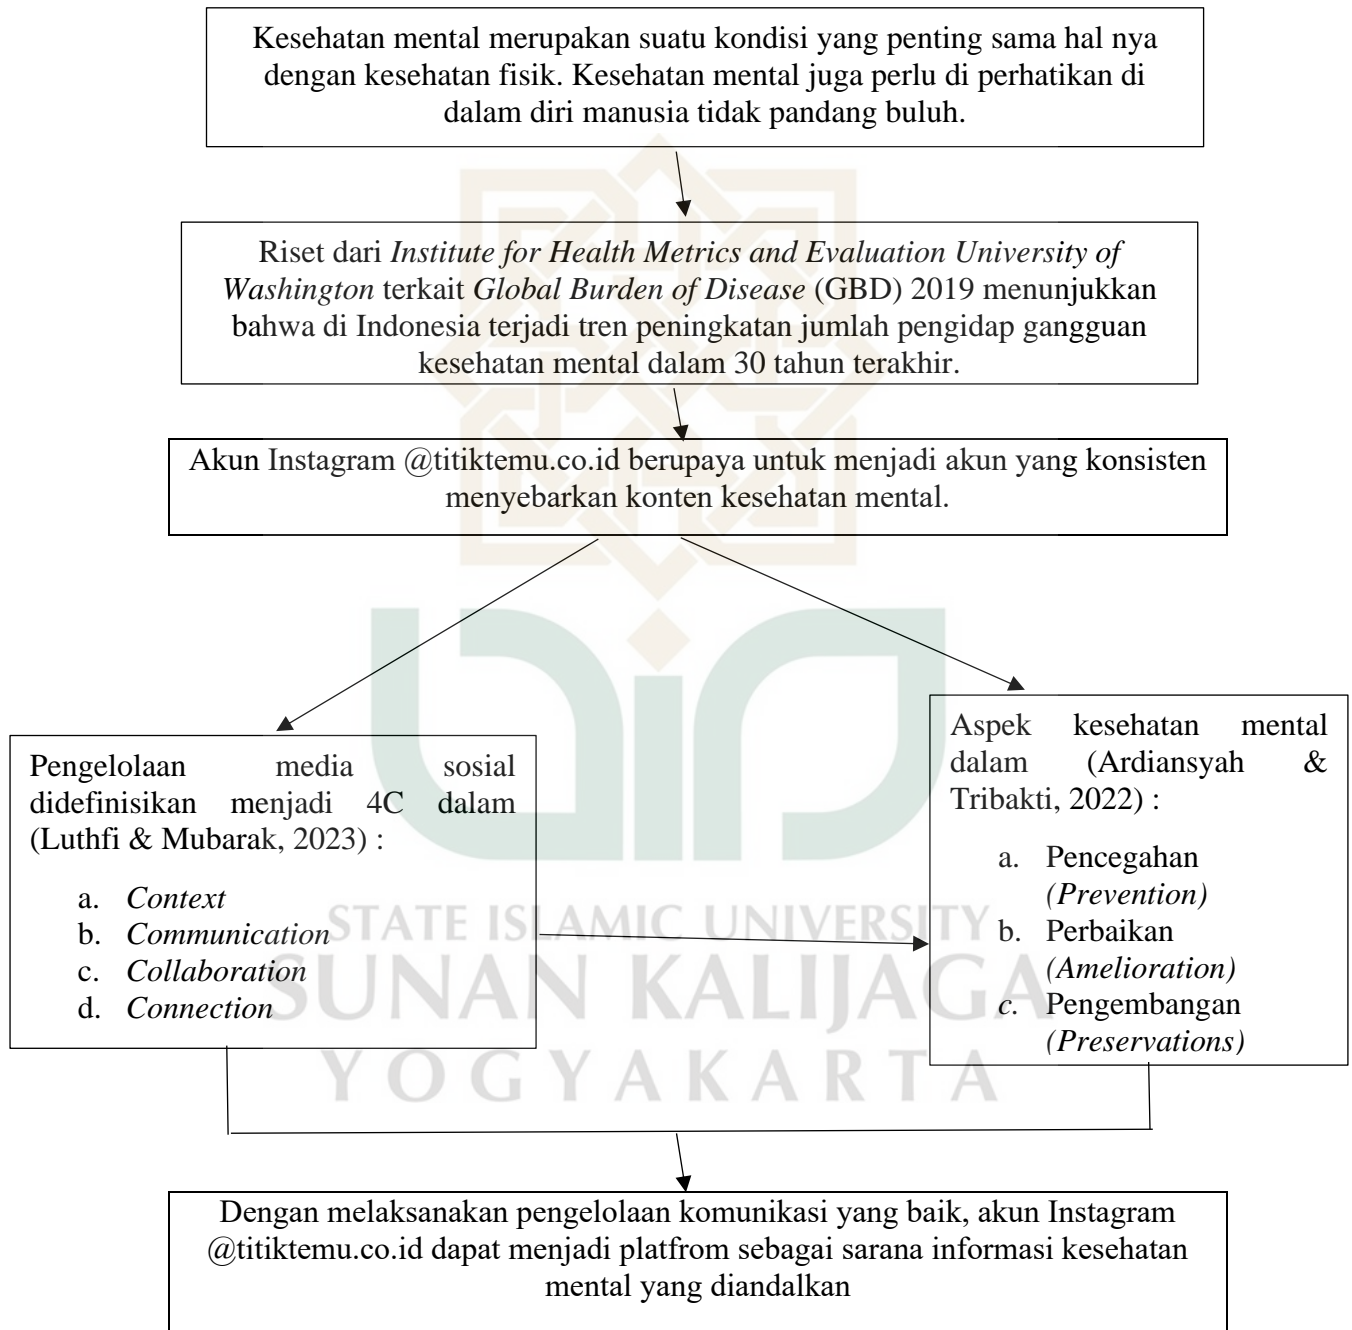 Kesehatan mental merupakan suatu kondisi yang penting sama hal nya
dengan kesehatan fisik. Kesehatan mental juga perlu di perhatikan di
dalam diri manusia tidak pandang buluh.
Riset dari Institute for Health Metrics and Evaluation University of
Washington terkait Global Burden of Disease (GBD) 2019 menunjukkan
bahwa di Indonesia terjadi tren peningkatan jumlah pengidap gangguan
kesehatan mental dalam 30 tahun terakhir.
Akun Instagram @titiktemu.co.id berupaya untuk menjadi akun yang konsisten
menyebarkan konten kesehatan mental.
Pengelolaan media sosial
didefinisikan menjadi 4C dalam
(Luthfi & Mubarak, 2023) :
a. Context
b. Communication
c. Collaboration
d. Connection
Aspek kesehatan mental
dalam (Ardiansyah &
Tribakti, 2022) :
a. Pencegahan
(Prevention)
b. Perbaikan
(Amelioration)
c. Pengembangan
(Preservations)
STATE ISLAMIC UNIVERSITY
SUNAN KALIJAGA
YOGYAKARTA
Dengan melaksanakan pengelolaan komunikasi yang baik, akun Instagram
@titiktemu.co.id dapat menjadi platfrom sebagai sarana informasi kesehatan
mental yang diandalkan